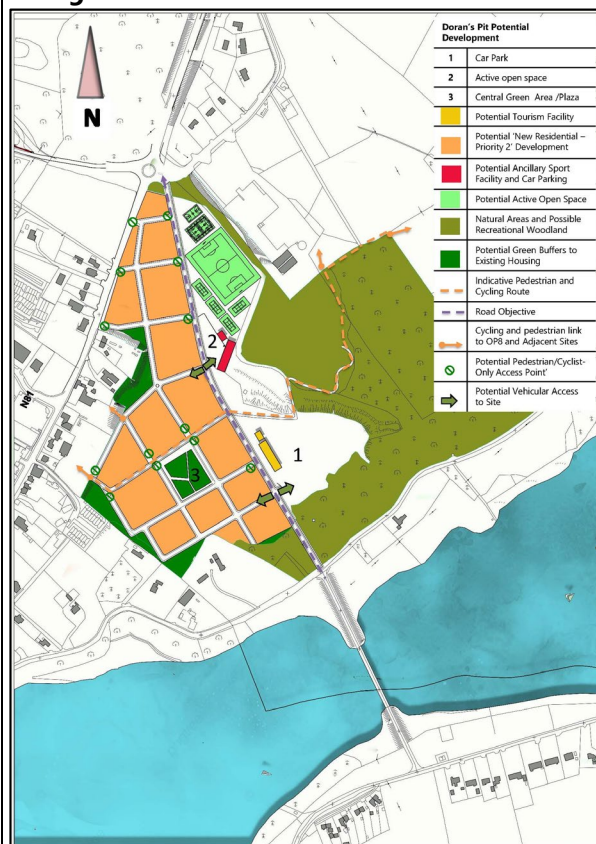 N
Doran's Pit Potential
Development
1 Car Park
2 Active open space
3 Central Green Area /Plaza
Potential Tourism Facility
Potential 'New Residential –
Priority 2' Development
Potential Ancillary Sport
Facility and Car Parking
Potential Active Open Space
Natural Areas and Possible
Recreational Woodland
Potential Green Buffers to
Existing Housing
Indicative Pedestrian and
Cycling Route
Road Objective
Cycling and pedestrian link
to OP8 and Adjacent Sites
Potential Pedestrian/Cyclist-
Only Access Point'
Potential Vehicular Access
to Site
2
N81
1
3